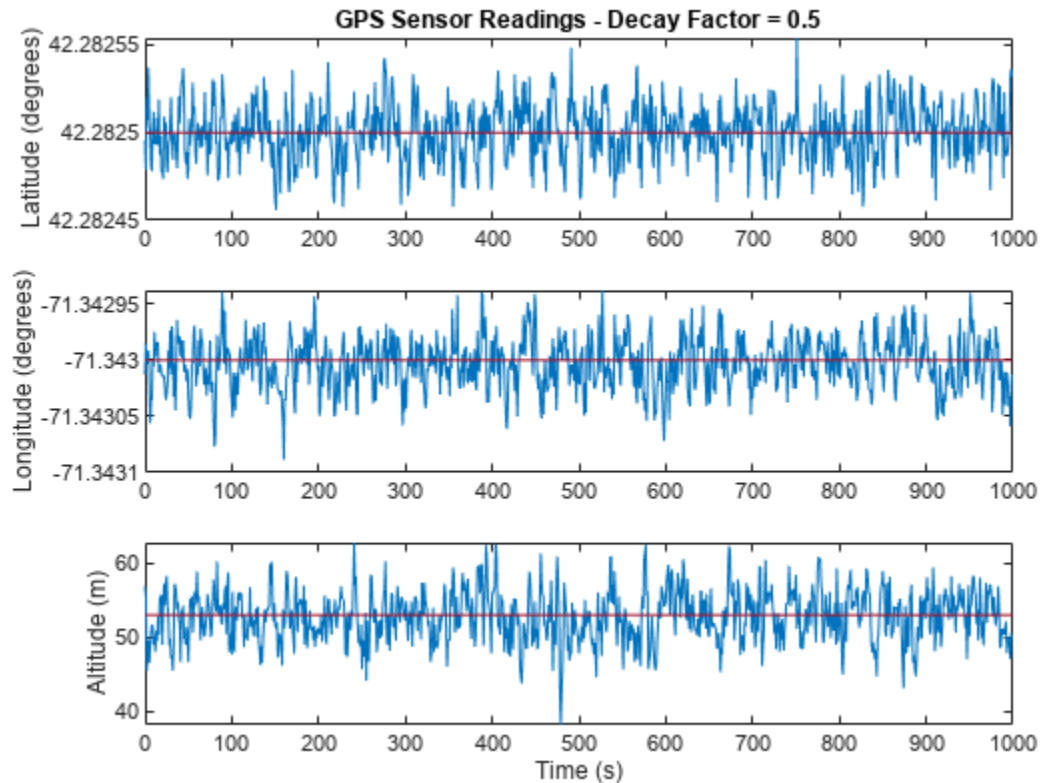 GPS Sensor Readings - Decay Factor = 0.5
Latitude (degrees)
42.28255
42.2825
42.28245
0 100 200 300 400 500 600 700 800 900 1000
Longitude (degrees)
-71.34295
-71.343
-71.34305
-71.3431
0 100 200 300 400 500 600 700 800 900 1000
Altitude (m)
60
50
40
0 100 200 300 400 500 600 700 800 900 1000
Time (s)